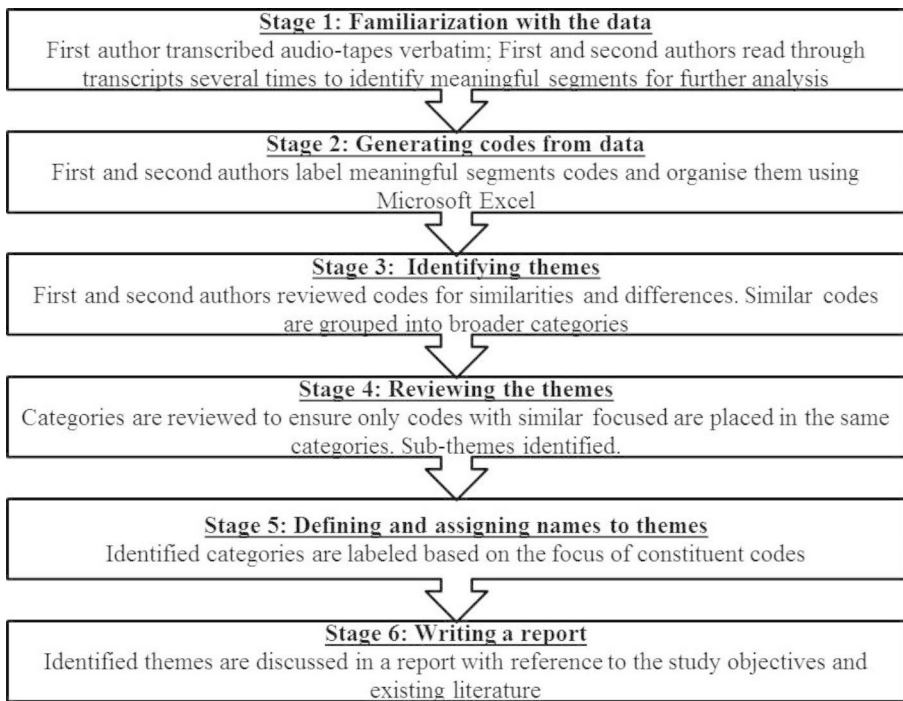 Stage 1: Familiarization with the data
First author transcribed audio-tapes verbatim; First and second authors read through
transcripts several times to identify meaningful segments for further analysis
Stage 2: Generating codes from data
First and second authors label meaningful segments codes and organise them using
Microsoft Excel
Stage 3: Identifying themes
First and second authors reviewed codes for similarities and differences. Similar codes
are grouped into broader categories
Stage 4: Reviewing the themes
Categories are reviewed to ensure only codes with similar focused are placed in the same
categories. Sub-themes identified.
Stage 5: Defining and assigning names to themes
Identified categories are labeled based on the focus of constituent codes
Stage 6: Writing a report
Identified themes are discussed in a report with reference to the study objectives and
existing literature